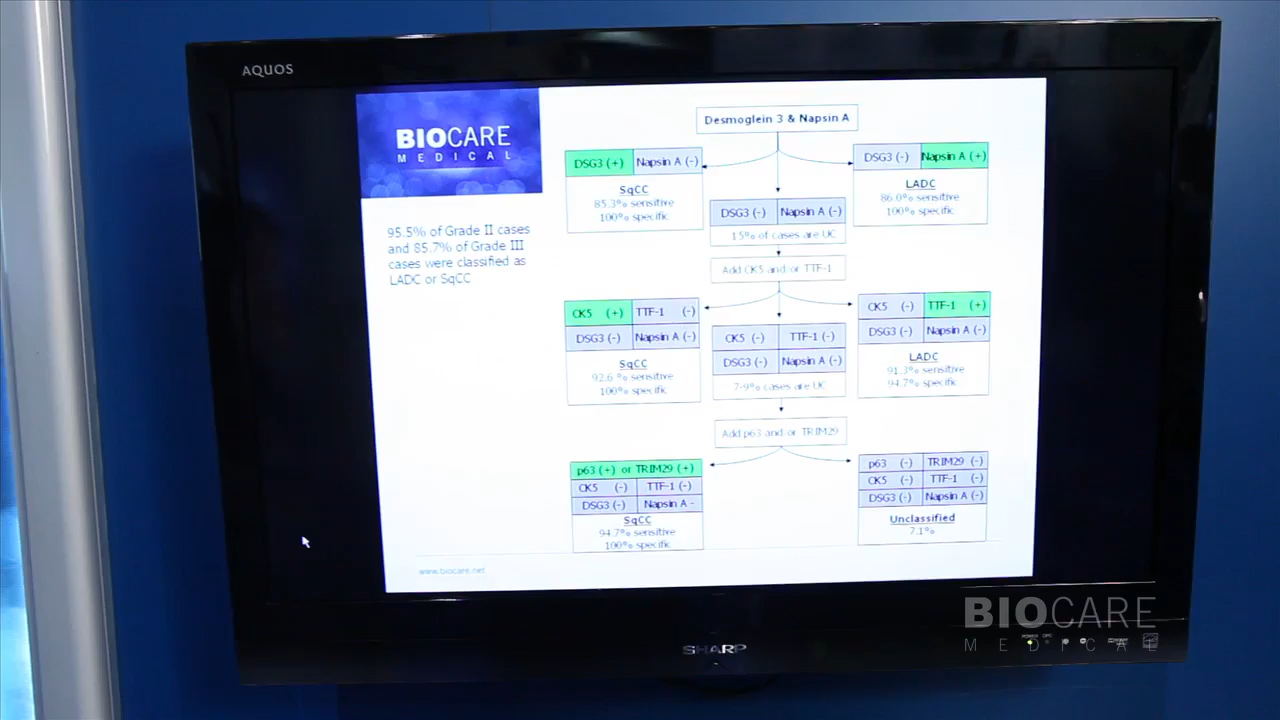 AQUOS
BIOCARE
MEDICAL
95.5% of Grade II cases
and 85.7% of Grade III
cases were classified as
LADC or SqCC
Desmoglein 3 & Napsin A
DSG3 (+) Napsin A (-)
SqCC
85.3% sensitive
100% specific
DSG3 (-) Napsin A (+)
LADC
86.0% sensitive
100% specific
DSG3 (-) Napsin A (-)
15% of cases are UC
Add CK5 and or TTF-1
CK5 (+) TTF-1 (-)
DSG3 (-) Napsin A (-)
SqCC
92.6 % sensitive
100% specific
CK5 (-) TTF-1 (-)
DSG3 (-) Napsin A (-)
7-9% cases are UC
CK5 (-) TTF-1 (+)
DSG3 (-) Napsin A (-)
LADC
91.3% sensitive
94.7% specific
Add p63 and or TRIM29
p63 (+) or TRIM29 (+)
CK5 (-) TTF-1 (-)
DSG3 (-) Napsin A -
SqCC
94.7% sensitive
100% specific
p63 (-) TRIM29 (-)
CK5 (-) TTF-1 (-)
DSG3 (-) Napsin A (-)
Unclassified
7.1%
www.biocare.net
SHARP
BIOCARE
MEDICAL